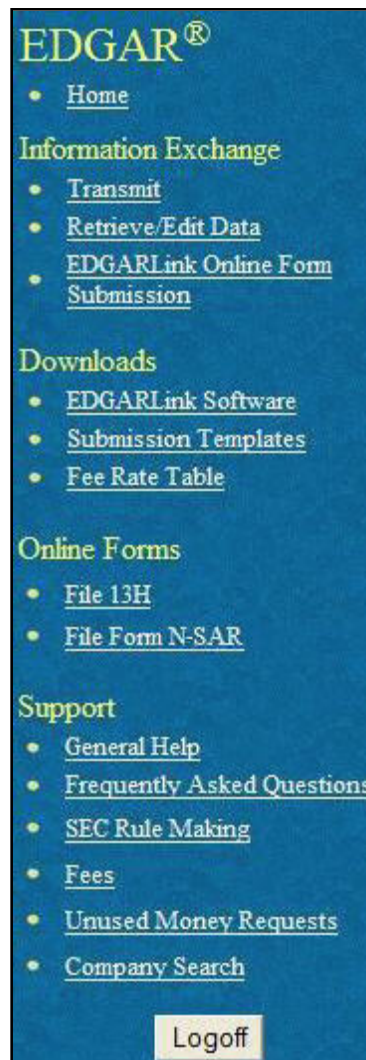 EDGAR®
Home
Information Exchange
Transmit
Retrieve/Edit Data
EDGARLink Online Form
Submission
Downloads
EDGARLink Software
Submission Templates
Fee Rate Table
Online Forms
File 13H
File Form N-SAR
Support
General Help
Frequently Asked Questions
SEC Rule Making
Fees
Unused Money Requests
Company Search
Logoff